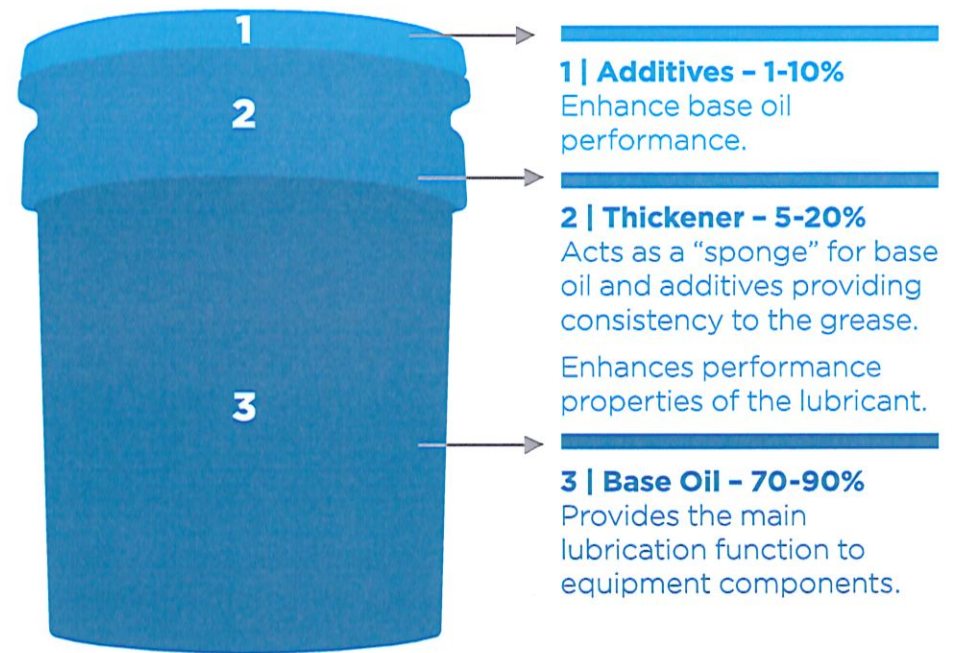 1
2
3
1 | Additives – 1-10%
Enhance base oil
performance.
2 | Thickener – 5-20%
Acts as a “sponge” for base
oil and additives providing
consistency to the grease.
Enhances performance
properties of the lubricant.
3 | Base Oil – 70-90%
Provides the main
lubrication function to
equipment components.